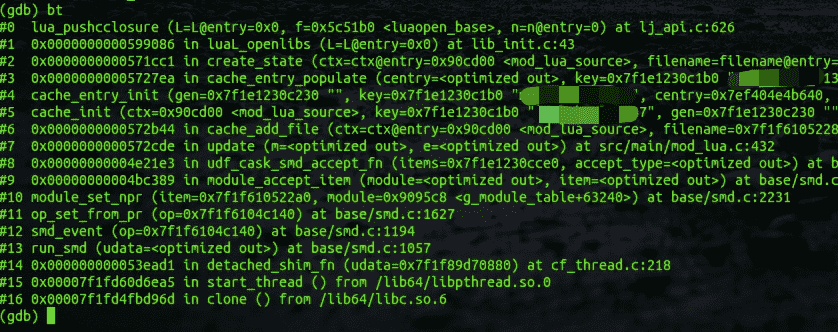 (gdb) bt
#0 lua_pushcclosure (L=L@entry=0x0, f=0x5c51b0 <luaopen_base>, n=n@entry=0) at lj_api.c:626
#1 0x0000000000599086 in luaL_openlibs (L=L@entry=0x0) at lib_init.c:43
#2 0x0000000000571cc1 in create_state (ctx=ctx@entry=0x90cd00 <mod_lua_source>, filename=filename@entry=
#3 0x00000000005727ea in cache_entry_populate (centry=<optimized out>, key=0x7f1e1230c1b0 " 13
#4 cache_entry_init (gen=0x7f1e1230c230 "", key=0x7f1e1230c1b0 " ", centry=0x7ef404e4b640,
#5 cache_init (ctx=0x90cd00 <mod_lua_source>, key=0x7f1e1230c1b0 " 7", gen=0x7f1e1230c230 "
#6 0x0000000000572b44 in cache_add_file (ctx=ctx@entry=0x90cd00 <mod_lua_source>, filename=0x7f1f6105228
#7 0x0000000000572cde in update (m=<optimized out>, e=<optimized out>) at src/main/mod_lua.c:432
#8 0x00000000004e21e3 in udf_cask_smd_accept_fn (items=0x7f1e1230cce0, accept_type=<optimized out>) at b
#9 0x00000000004bc389 in module_accept_item (module=<optimized out>, item=<optimized out>) at base/smd.c
#10 module_set_npr (item=0x7f1f610522a0, module=0x9095c8 <g_module_table+63240>) at base/smd.c:2231
#11 op_set_from_pr (op=0x7f1f6104c140) at base/smd.c:1627
#12 smd_event (op=0x7f1f6104c140) at base/smd.c:1194
#13 run_smd (udata=<optimized out>) at base/smd.c:1057
#14 0x000000000053ead1 in detached_shim_fn (udata=0x7f1f89d70880) at cf_thread.c:218
#15 0x00007f1fd60d6ea5 in start_thread () from /lib64/libpthread.so.0
#16 0x00007f1fd4fbd96d in clone () from /lib64/libc.so.6
(gdb)